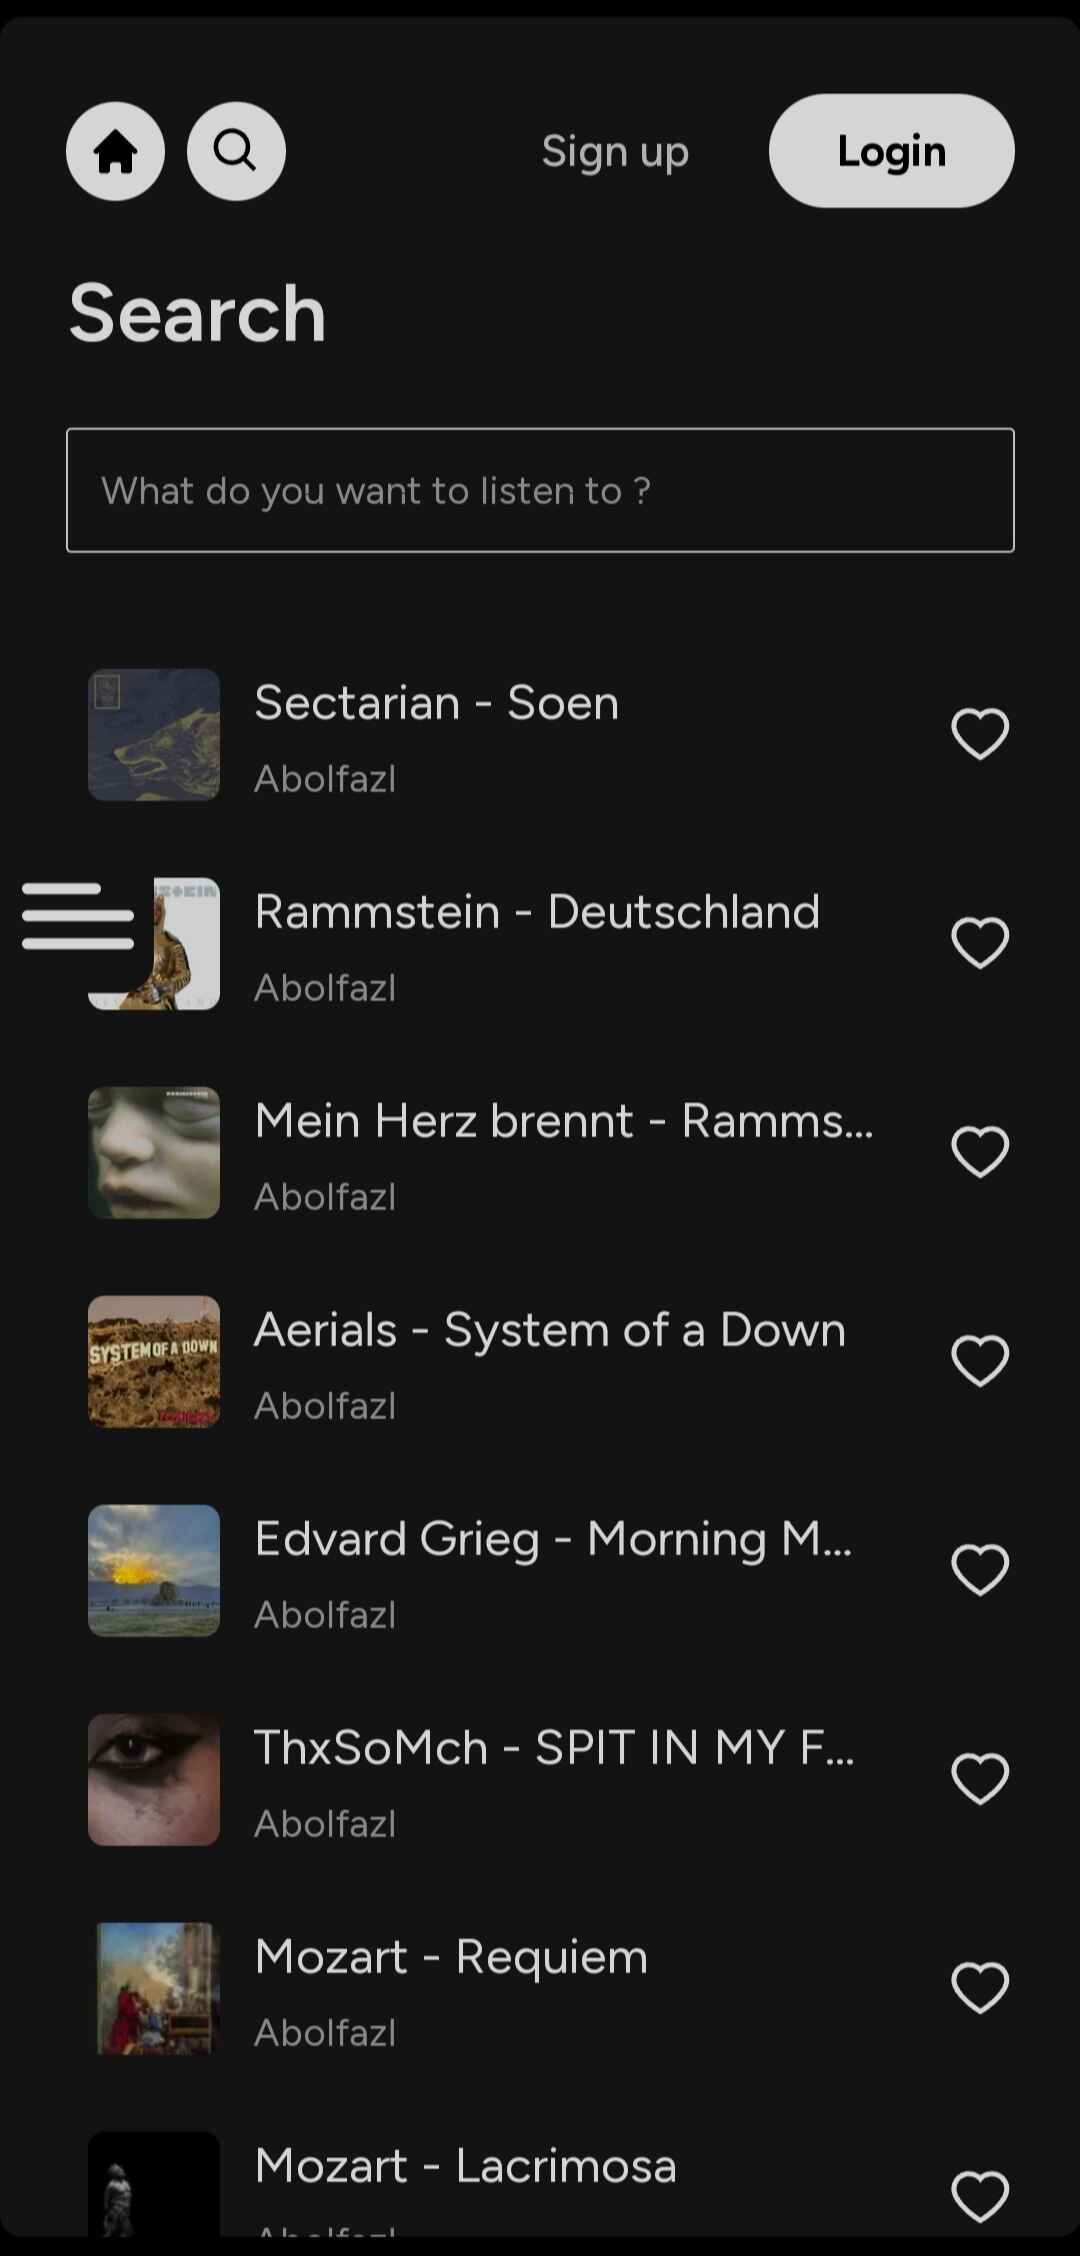 Sign up
Login
Search
What do you want to listen to ?
Sectarian - Soen
Abolfazl
Rammstein - Deutschland
Abolfazl
Mein Herz brennt - Ramms...
Abolfazl
Aerials - System of a Down
Abolfazl
SYSTEM OF A DOWN
Edvard Grieg - Morning M...
Abolfazl
ThxSoMch - SPIT IN MY F...
Abolfazl
Mozart - Requiem
Abolfazl
Mozart - Lacrimosa